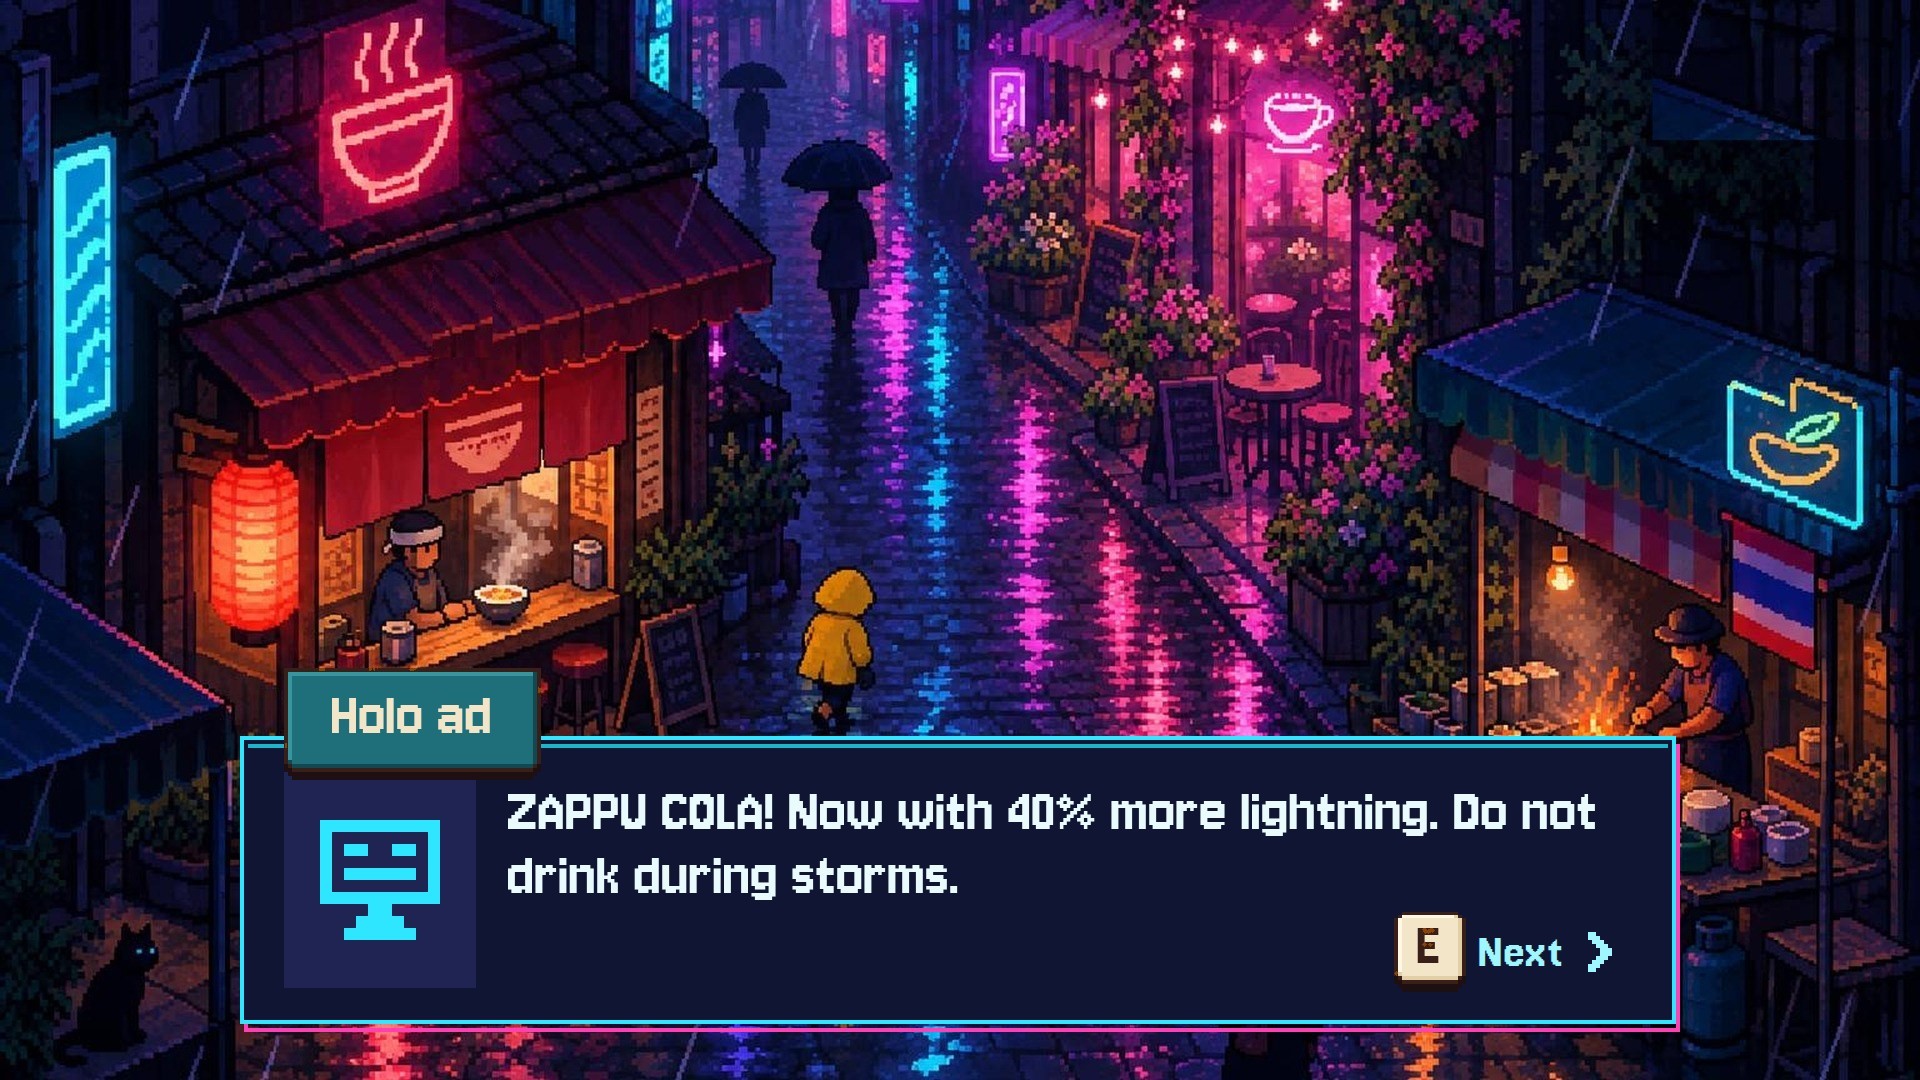 Holo ad
ZAPPU COLA! Now with 40% more lightning. Do not
drink during storms.
E Next